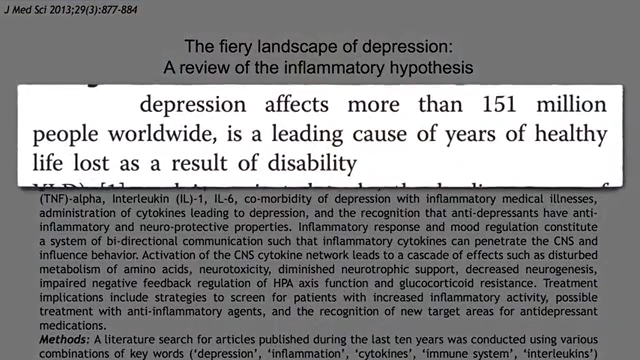 J Med Sci 2013;29(3):877-884
The fiery landscape of depression:
A review of the inflammatory hypothesis
depression affects more than 151 million
people worldwide, is a leading cause of years of healthy
life lost as a result of disability
(TNF)-alpha, Interleukin (IL)-1, IL-6, co-morbidity of depression with inflammatory medical illnesses,
administration of cytokines leading to depression, and the recognition that anti-depressants have anti-
inflammatory and neuro-protective properties. Inflammatory response and mood regulation constitute
a system of bi-directional communication such that inflammatory cytokines can penetrate the CNS and
influence behavior. Activation of the CNS cytokine network leads to a cascade of effects such as disturbed
metabolism of amino acids, neurotoxicity, diminished neurotrophic support, decreased neurogenesis,
impaired negative feedback regulation of HPA axis function and glucocorticoid resistance. Treatment
implications include strategies to screen for patients with increased inflammatory activity, possible
treatment with anti-inflammatory agents, and the recognition of new target areas for antidepressant
medications.
Methods: A literature search for articles published during the last ten years was conducted using various
combinations of key words ('depression', 'inflammation', 'cytokines', 'immune system', 'interleukins')